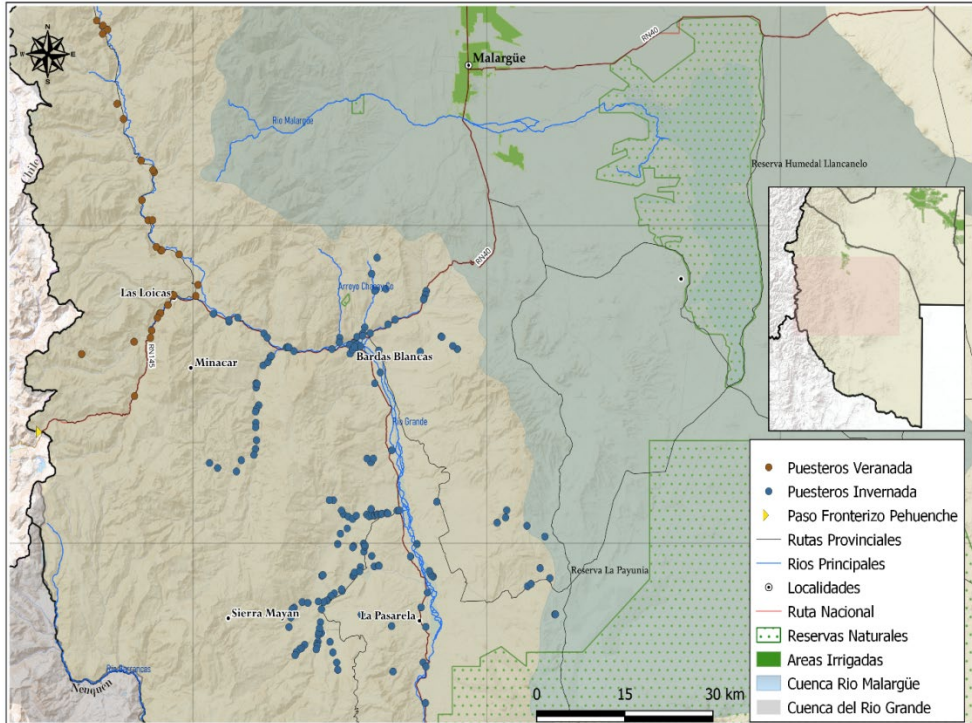 N
W
E
S
RN40
Malargüe
Rio Malargüe
Chile
Reserva Humedal Llancanelo
RN40
Arroyo Chacay Co
Las Loicas
RN145
Minacar
Bardas Blancas
Rio Grande
Puesteros Veranada
Puesteros Invernada
Paso Fronterizo Pehuenche
Rutas Provinciales
Rios Principales
Localidades
Ruta Nacional
Reservas Naturales
Areas Irrigadas
Cuenca Rio Malargüe
Cuenca del Rio Grande
Reserva La Payunia
Sierra Mayan
La Pasarela
Neuquen
0 15 30 km